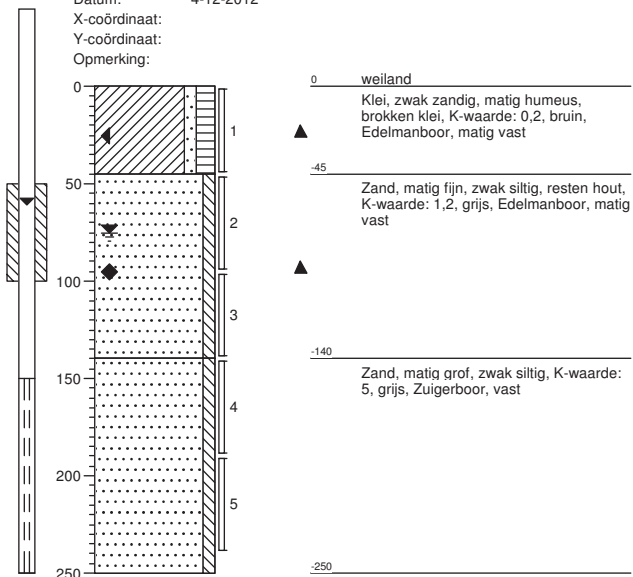 Datum: 4-12-2012
X-coördinaat:
Y-coördinaat:
Opmerking:
0
50
100
150
200
250
1
2
3
4
5
0 weiland
Klei, zwak zandig, matig humeus,
brokken klei, K-waarde: 0,2, bruin,
Edelmanboor, matig vast
-45
Zand, matig fijn, zwak siltig, resten hout,
K-waarde: 1,2, grijs, Edelmanboor, matig
vast
-140
Zand, matig grof, zwak siltig, K-waarde:
5, grijs, Zuigerboor, vast
-250